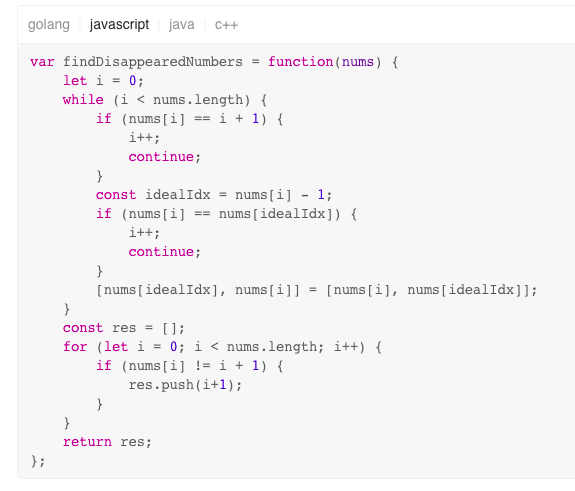 golang javascript java c++
var findDisappearedNumbers = function(nums) {
    let i = 0;
    while (i < nums.length) {
        if (nums[i] == i + 1) {
            i++;
            continue;
        }
        const idealIdx = nums[i] - 1;
        if (nums[i] == nums[idealIdx]) {
            i++;
            continue;
        }
        [nums[idealIdx], nums[i]] = [nums[i], nums[idealIdx]];
    }
    const res = [];
    for (let i = 0; i < nums.length; i++) {
        if (nums[i] != i + 1) {
            res.push(i+1);
        }
    }
    return res;
};